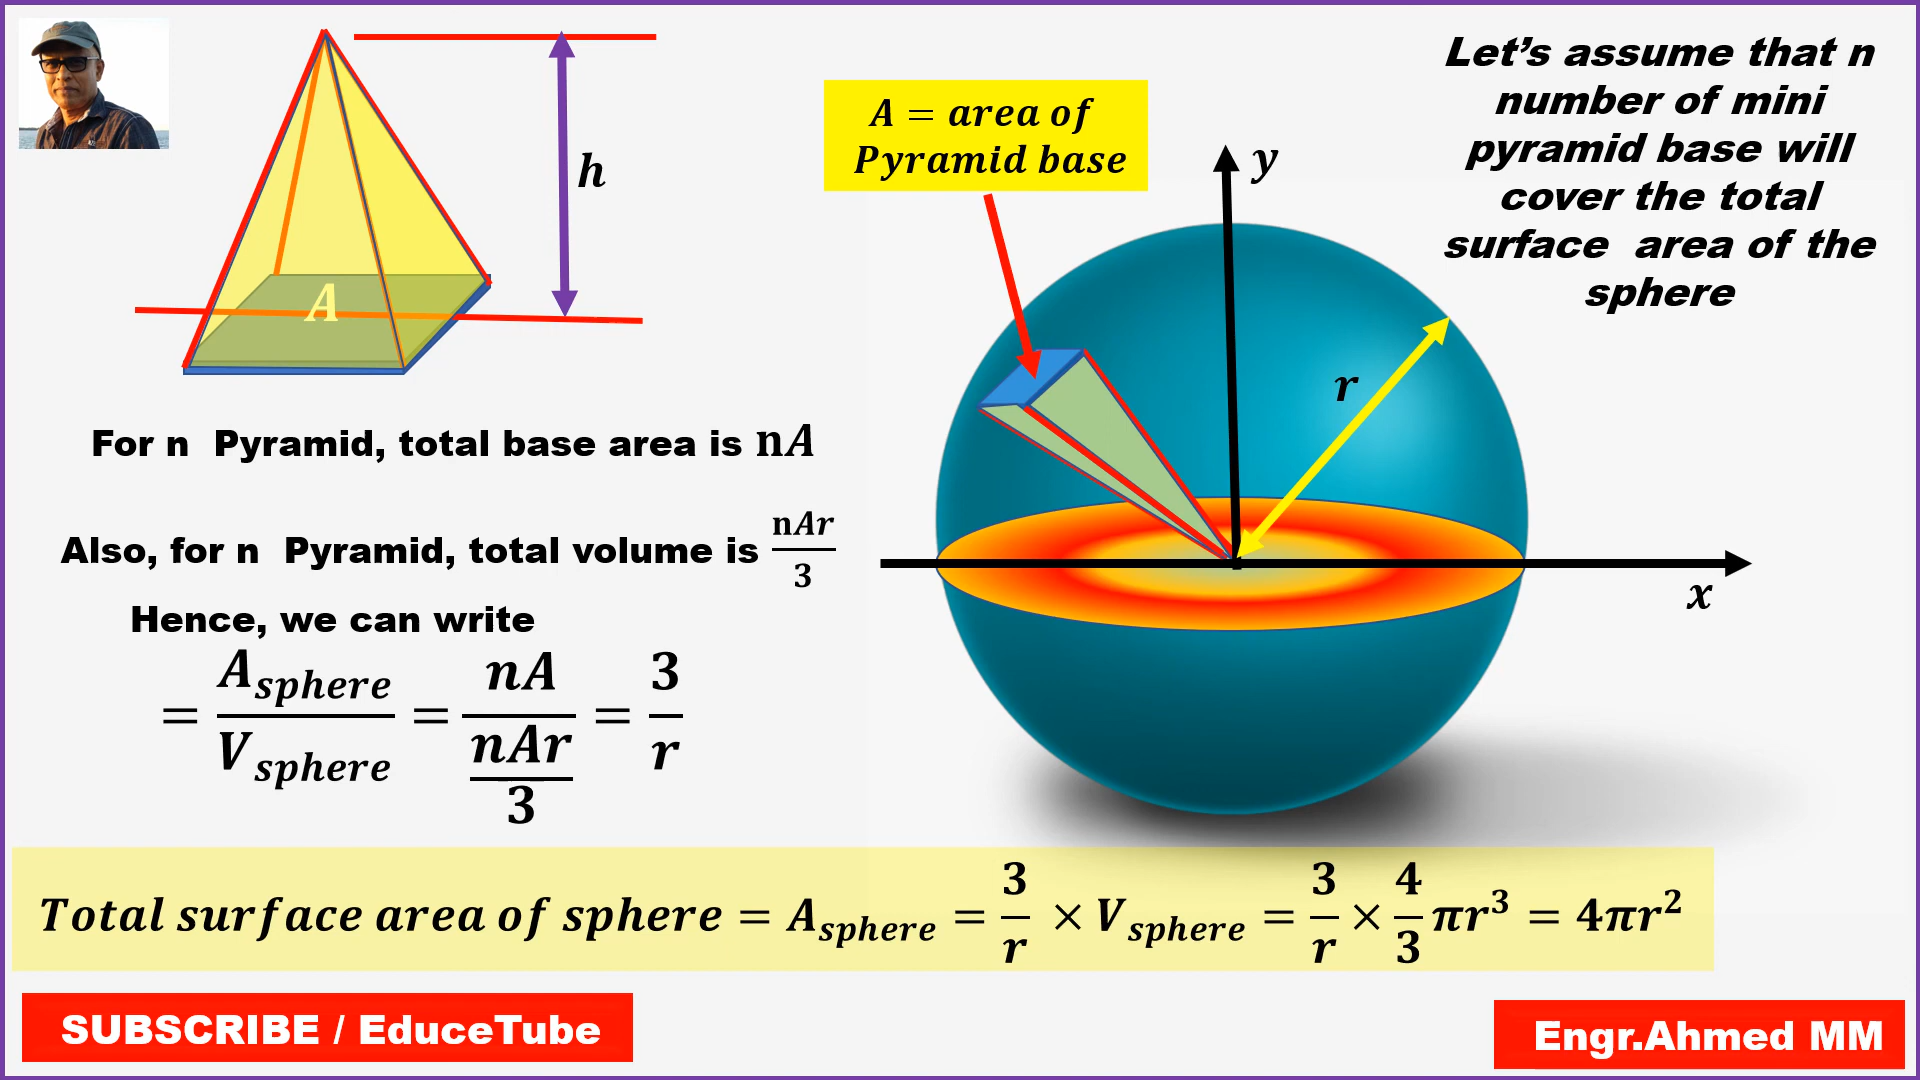 h
A
A = area of
Pyramid base
Let’s assume that n
number of mini
pyramid base will
cover the total
surface area of the
sphere
y
r
x
For n Pyramid, total base area is nA
Also, for n Pyramid, total volume is nAr/3
Hence, we can write
= A_sphere/V_sphere = nA/(nAr/3) = 3/r
Total surface area of sphere = A_sphere = 3/r × V_sphere = 3/r × 4/3 πr³ = 4πr²
SUBSCRIBE / EduceTube
Engr.Ahmed MM